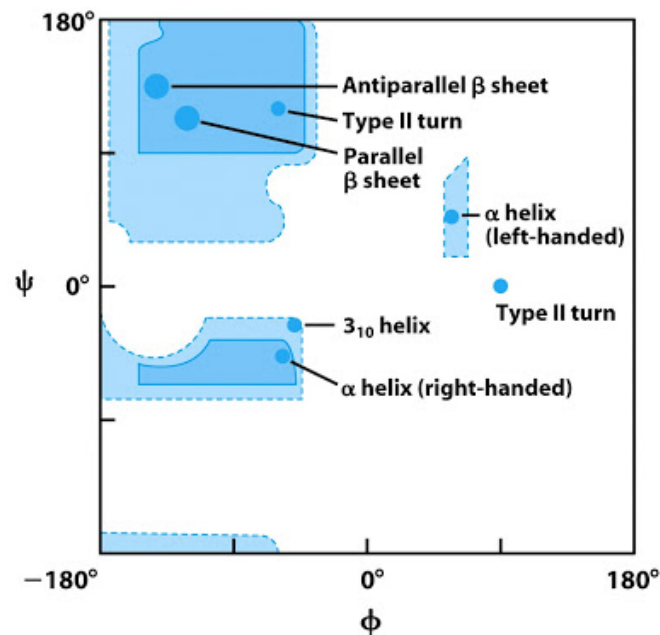 180°
Antiparallel β sheet
Type II turn
Parallel
β sheet
α helix
(left-handed)
ψ
0°
Type II turn
3₁₀ helix
α helix (right-handed)
−180°
0°
180°
ϕ